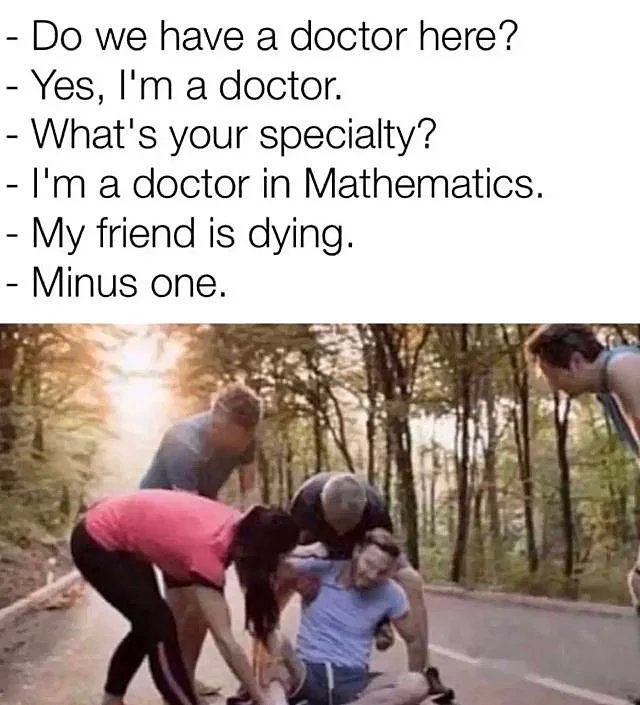 - Do we have a doctor here?
- Yes, I'm a doctor.
- What's your specialty?
- I'm a doctor in Mathematics.
- My friend is dying.
- Minus one.